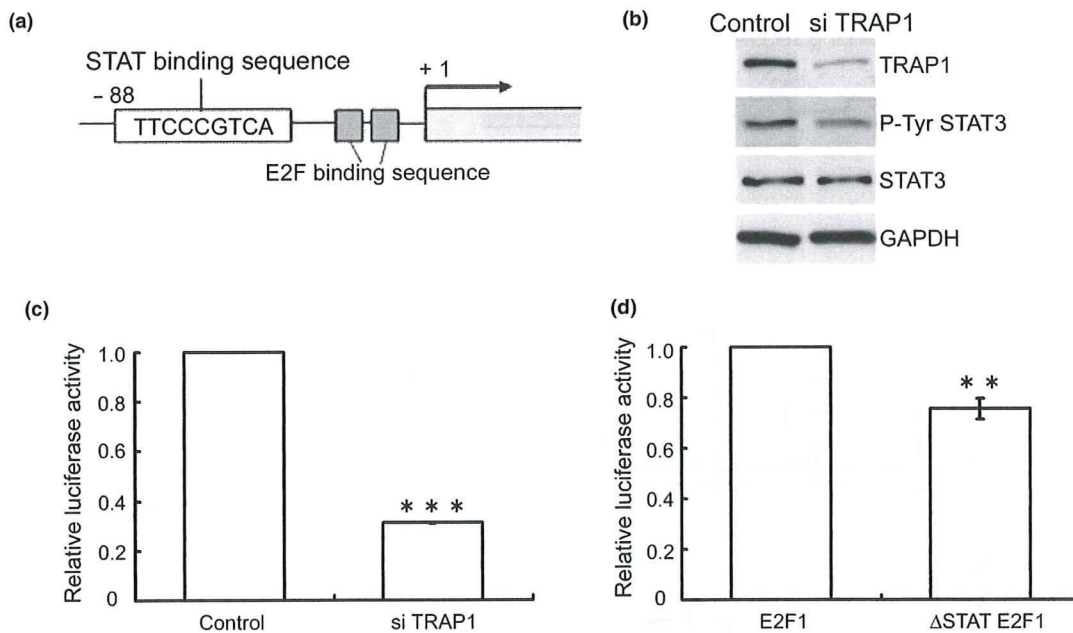 (a)
STAT binding sequence
– 88
+ 1
TTCCCGTCA
E2F binding sequence
(b)
Control si TRAP1
TRAP1
P-Tyr STAT3
STAT3
GAPDH
(c)
Relative luciferase activity
1.0
0.8
0.6
0.4
0.2
0
* * *
Control
si TRAP1
(d)
Relative luciferase activity
1.0
0.8
0.6
0.4
0.2
0
* *
E2F1
ΔSTAT E2F1